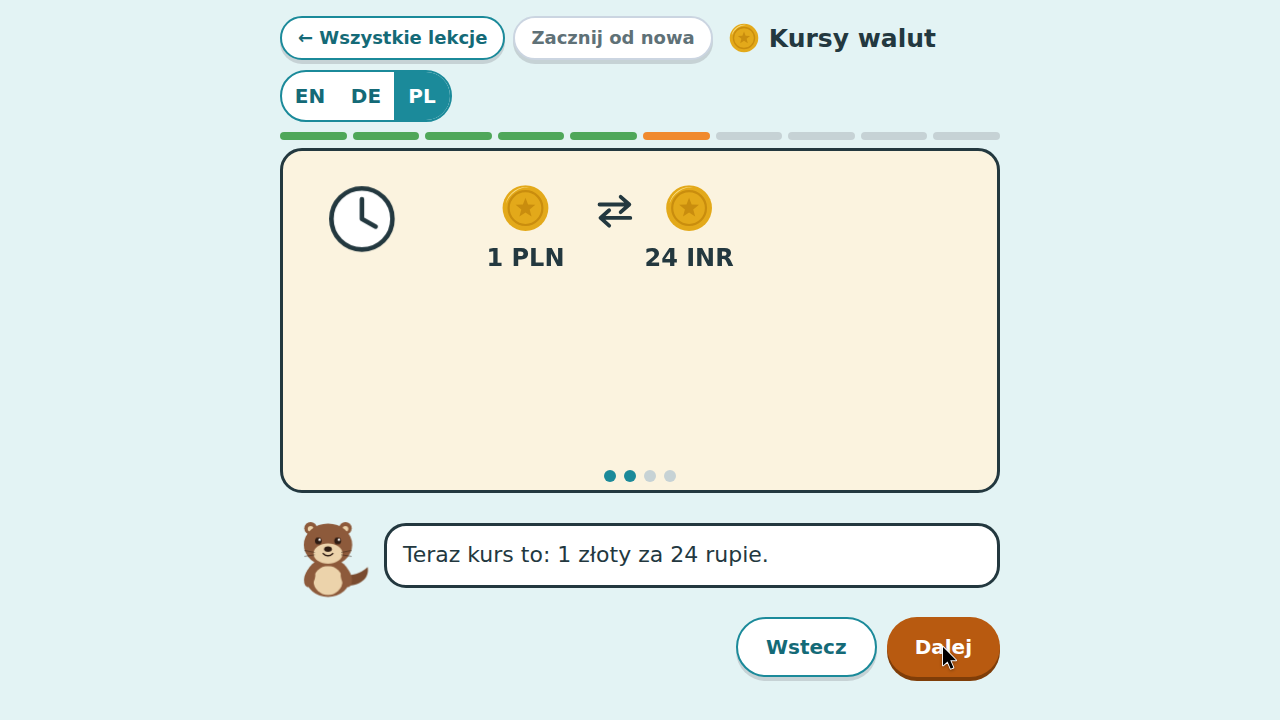 ← Wszystkie lekcje
Zacznij od nowa
Kursy walut
EN DE PL
1 PLN
24 INR
Teraz kurs to: 1 złoty za 24 rupie.
Wstecz
Dalej